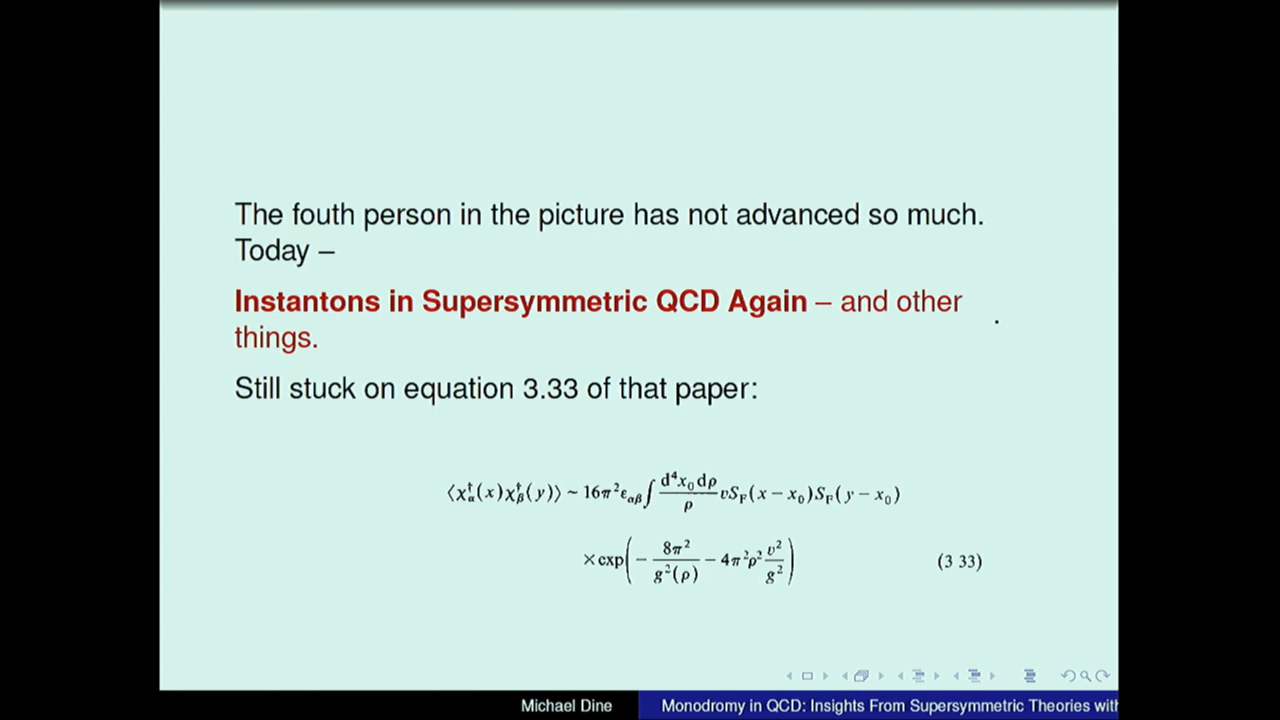 The fouth person in the picture has not advanced so much.
Today –
Instantons in Supersymmetric QCD Again – and other
things.
Still stuck on equation 3.33 of that paper:
⟨χ†α(x)χ†β(y)⟩ ~ 16π²εαβ ∫ d⁴x₀dρ/ρ vS_F(x − x₀)S_F(y − x₀)
×exp(− 8π²/g²(ρ) − 4π²ρ² v²/g²) (3 33)
Michael Dine Monodromy in QCD: Insights From Supersymmetric Theories with